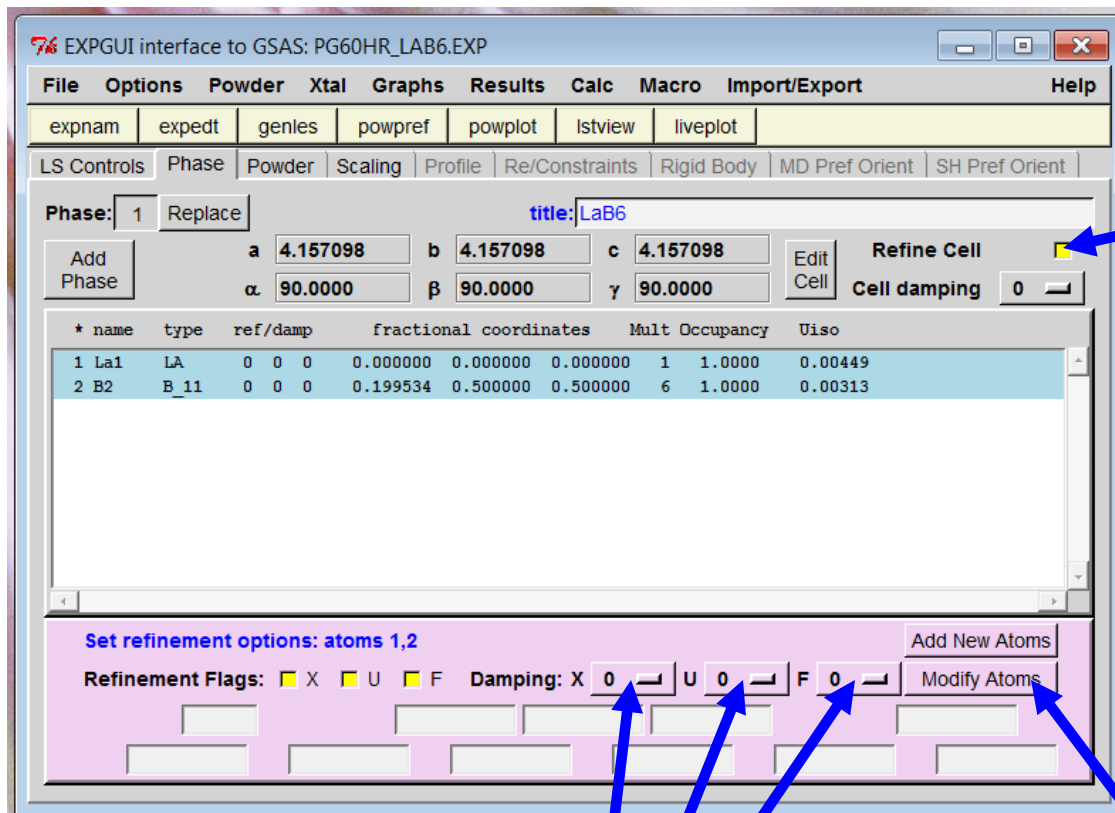 76 EXPGUI interface to GSAS: PG60HR_LAB6.EXP
File Options Powder Xtal Graphs Results Calc Macro Import/Export Help
expnam expedt genles powpref powplot lstview liveplot
LS Controls Phase Powder Scaling Profile Re/Constraints Rigid Body MD Pref Orient SH Pref Orient
Phase: 1 Replace title: LaB6
Add Phase a 4.157098 b 4.157098 c 4.157098 Edit Cell Refine Cell
α 90.0000 β 90.0000 γ 90.0000 Cell damping 0
* name type ref/damp fractional coordinates Mult Occupancy Uiso
1 La1 LA 0 0 0 0.000000 0.000000 0.000000 1 1.0000 0.00449
2 B2 B_11 0 0 0 0.199534 0.500000 0.500000 6 1.0000 0.00313
Set refinement options: atoms 1,2 Add New Atoms
Refinement Flags: X U F Damping: X 0 U 0 F 0 Modify Atoms